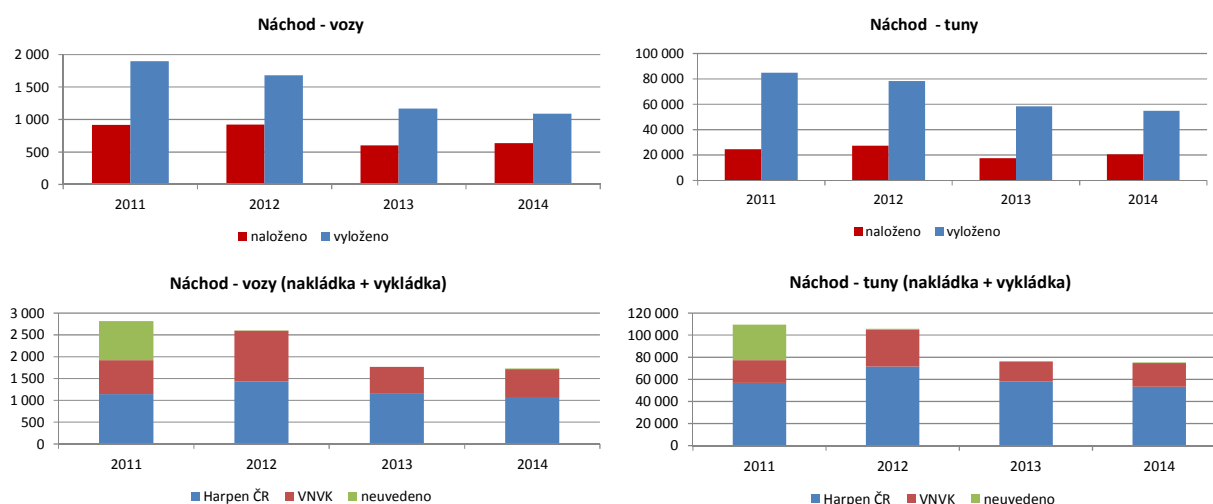 Náchod - vozy
2 000
1 500
1 000
500
0
2011 2012 2013 2014
naloženo vyloženo
Náchod - tuny
100 000
80 000
60 000
40 000
20 000
0
2011 2012 2013 2014
naloženo vyloženo
Náchod - vozy (nakládka + vykládka)
3 000
2 500
2 000
1 500
1 000
500
0
2011 2012 2013 2014
Harpen ČR VNVK neuvedeno
Náchod - tuny (nakládka + vykládka)
120 000
100 000
80 000
60 000
40 000
20 000
0
2011 2012 2013 2014
Harpen ČR VNVK neuvedeno